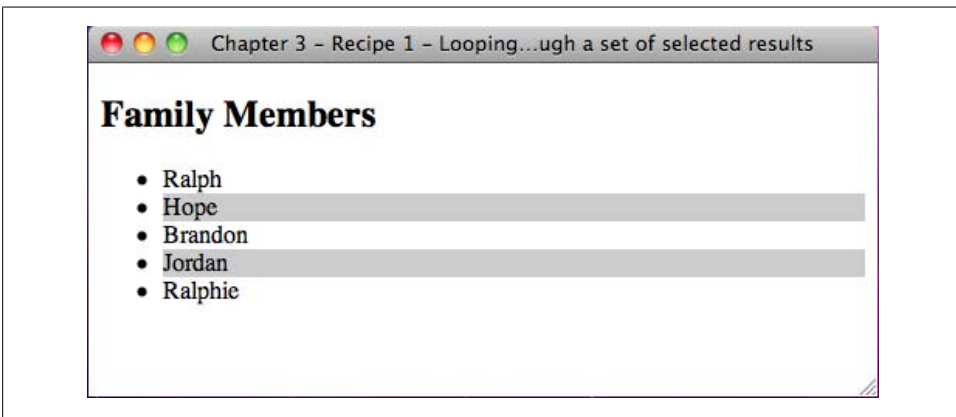 Chapter 3 – Recipe 1 – Looping...ugh a set of selected results
Family Members
• Ralph
• Hope
• Brandon
• Jordan
• Ralphie